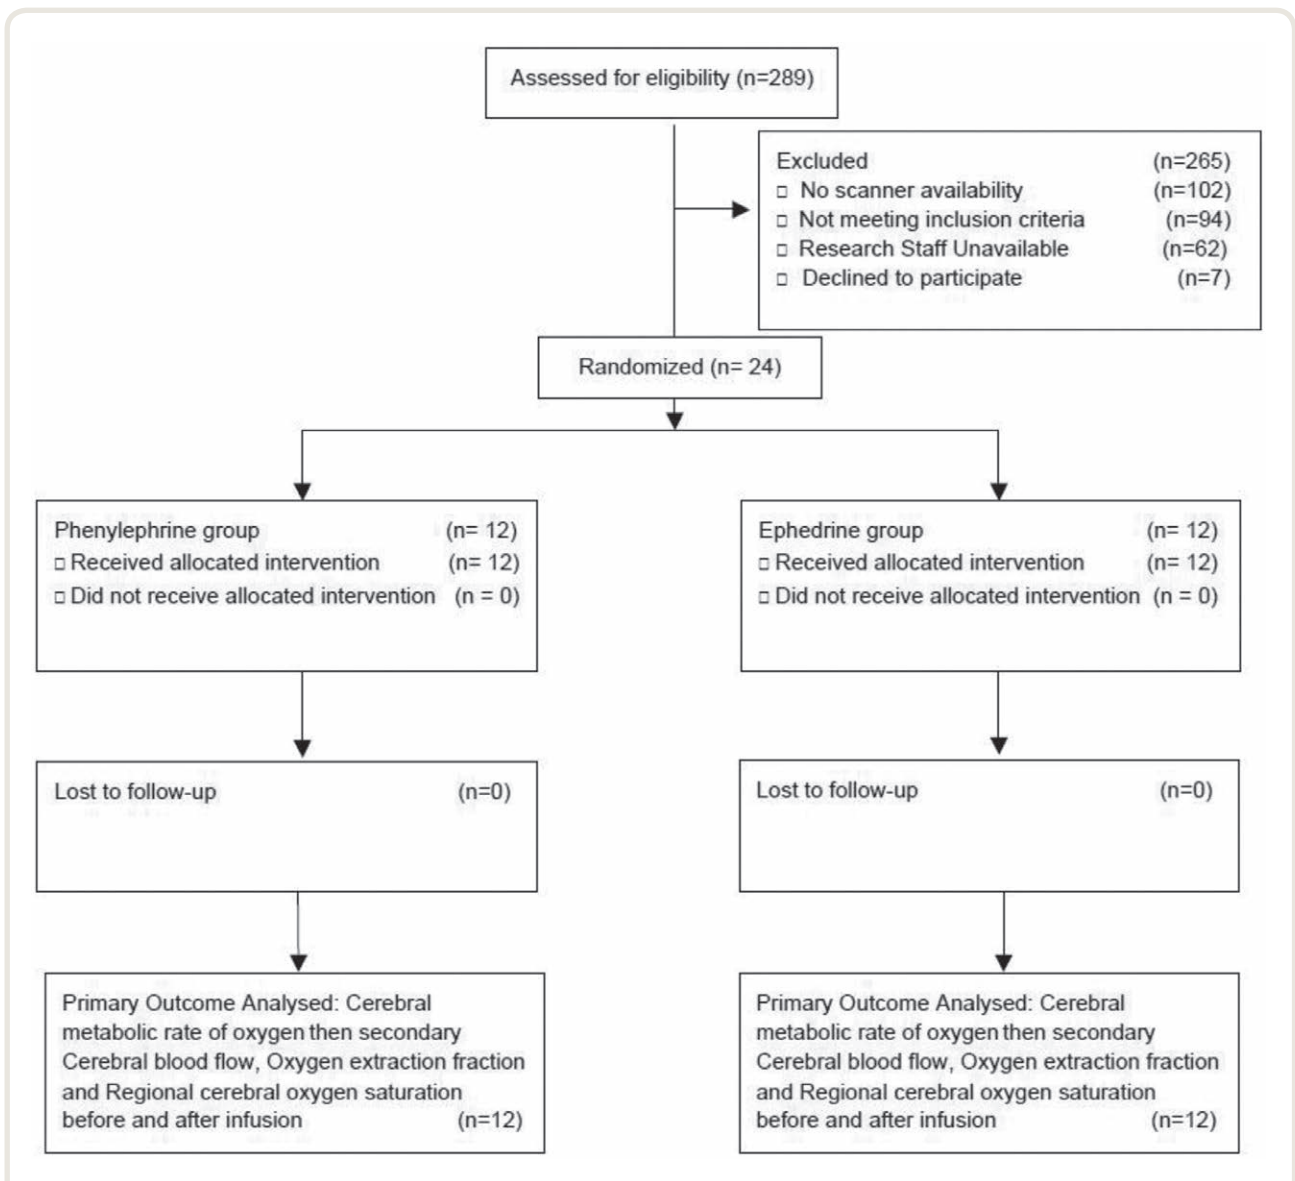 Assessed for eligibility (n=289)
Excluded (n=265)
□ No scanner availability (n=102)
□ Not meeting inclusion criteria (n=94)
□ Research Staff Unavailable (n=62)
□ Declined to participate (n=7)
Randomized (n= 24)
Phenylephrine group (n= 12)
□ Received allocated intervention (n= 12)
□ Did not receive allocated intervention (n = 0)
Ephedrine group (n= 12)
□ Received allocated intervention (n= 12)
□ Did not receive allocated intervention (n = 0)
Lost to follow-up (n=0)
Lost to follow-up (n=0)
Primary Outcome Analysed: Cerebral
metabolic rate of oxygen then secondary
Cerebral blood flow, Oxygen extraction fraction
and Regional cerebral oxygen saturation
before and after infusion (n=12)
Primary Outcome Analysed: Cerebral
metabolic rate of oxygen then secondary
Cerebral blood flow, Oxygen extraction fraction
and Regional cerebral oxygen saturation
before and after infusion (n=12)